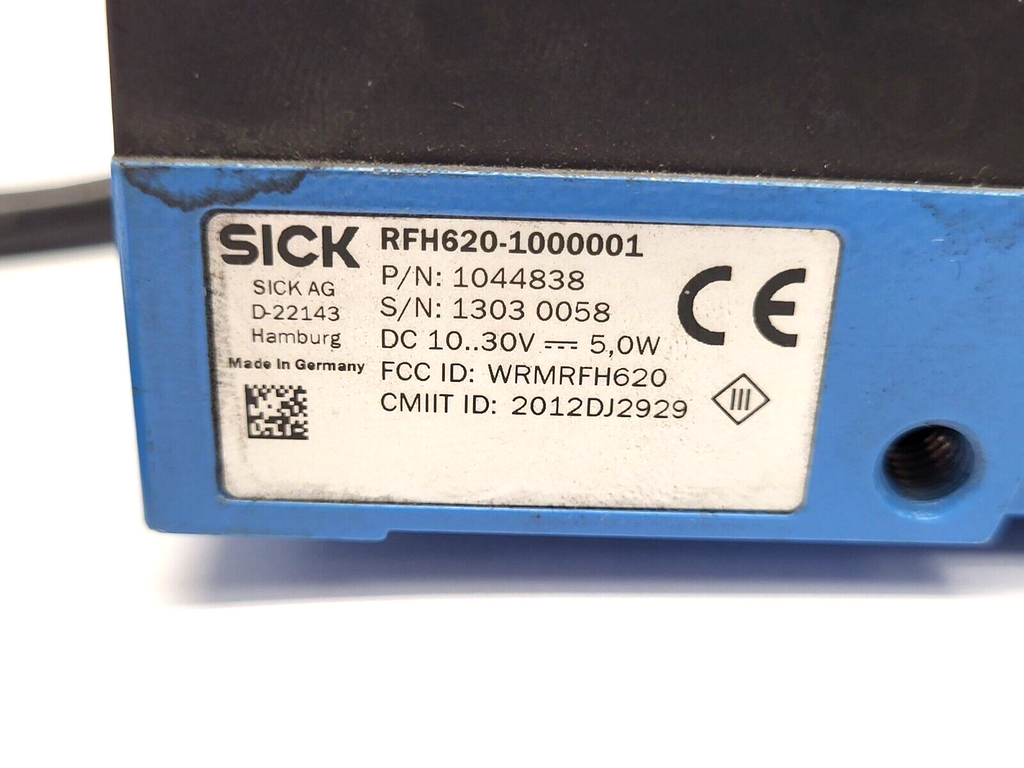 SICK
SICK AG
D-22143
Hamburg
Made in Germany
RFH620-1000001
P/N: 1044838
S/N: 1303 0058
DC 10..30V ⎓ 5,0W
FCC ID: WRMRFH620
CMIIT ID: 2012DJ2929
CE
III